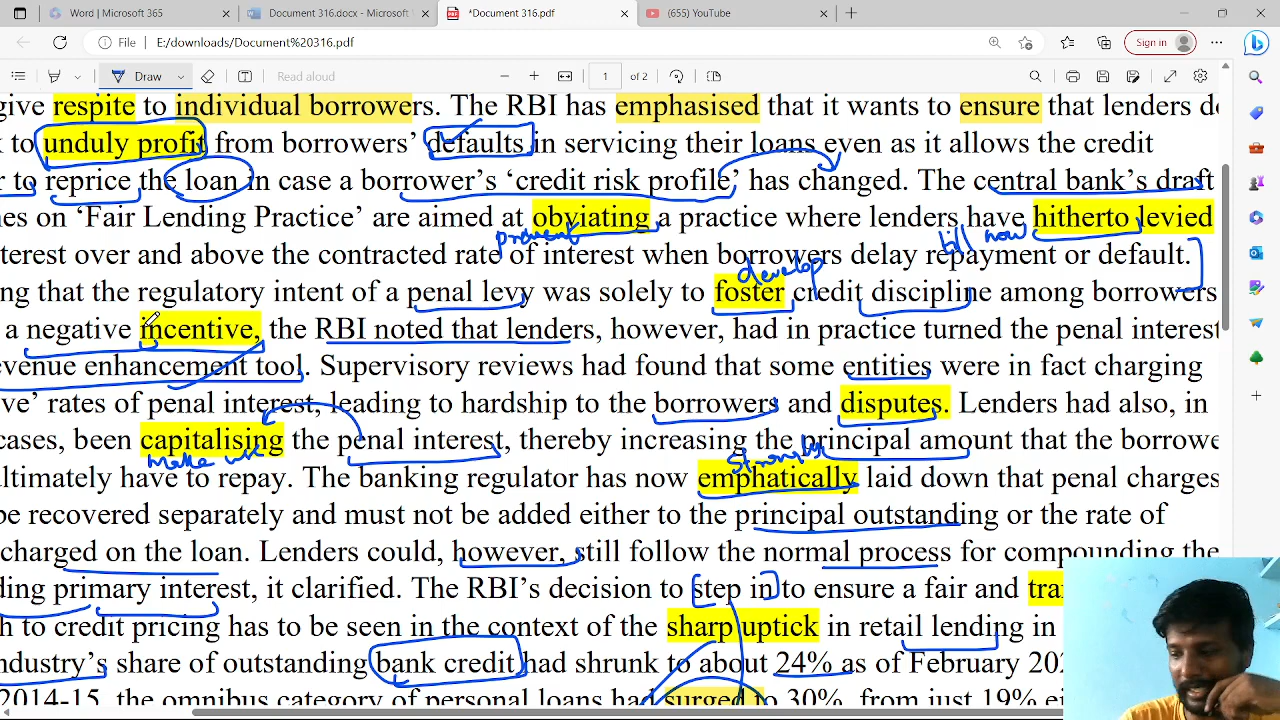 Word | Microsoft 365
Document 316.docx - Microsoft
*Document 316.pdf
(655) YouTube
File
E:/downloads/Document%20316.pdf
Sign in
Draw
Read aloud
1
of 2
give respite to individual borrowers. The RBI has emphasised that it wants to ensure that lenders do
to unduly profit from borrowers' defaults in servicing their loans even as it allows the credit
to reprice the loan in case a borrower's 'credit risk profile' has changed. The central bank's draft
on 'Fair Lending Practice' are aimed at obviating a practice where lenders have hitherto levied
prevent
till now
over and above the contracted rate of interest when borrowers delay repayment or default.
develop
that the regulatory intent of a penal levy was solely to foster credit discipline among borrowers
a negative incentive, the RBI noted that lenders, however, had in practice turned the penal interest
enhancement tool. Supervisory reviews had found that some entities were in fact charging
rates of penal interest, leading to hardship to the borrowers and disputes. Lenders had also, in
cases, been capitalising the penal interest, thereby increasing the principal amount that the
make use
strongly
have to repay. The banking regulator has now emphatically laid down that penal charges
be recovered separately and must not be added either to the principal outstanding or the rate of
charged on the loan. Lenders could, however, still follow the normal process for compounding the
primary interest, it clarified. The RBI's decision to step in to ensure a fair and
to credit pricing has to be seen in the context of the sharp uptick in retail lending in
share of outstanding bank credit had shrunk to about 24% as of February
2014-15, the omnibus category of personal loans had surged to 30%, from just 19%